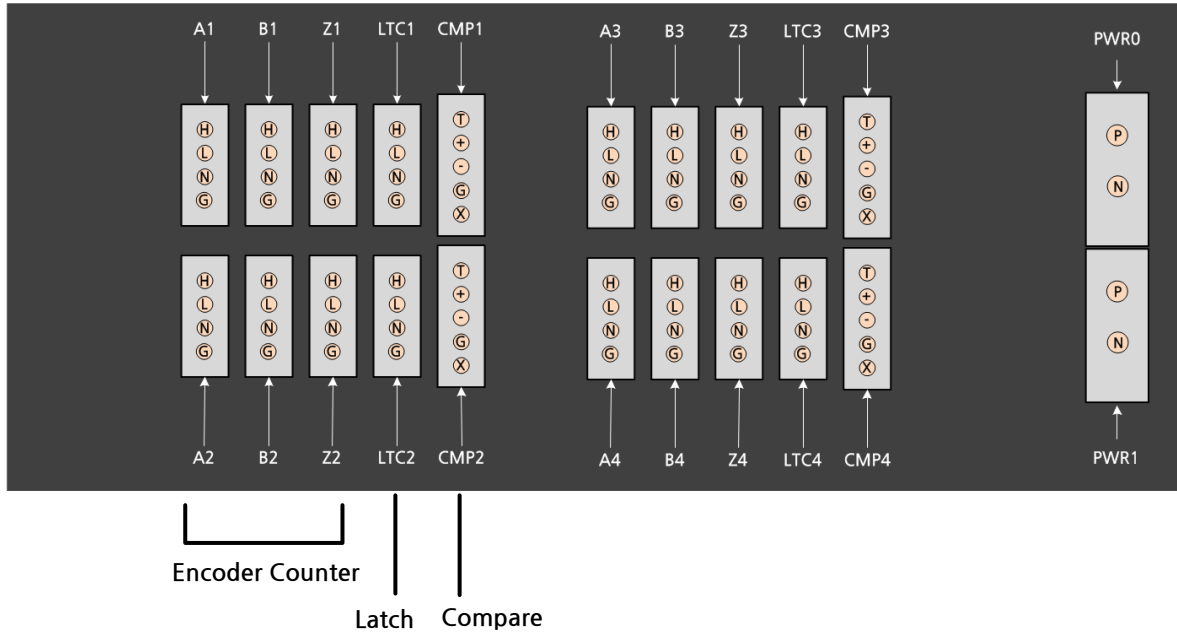 A1 B1 Z1 LTC1 CMP1 A3 B3 Z3 LTC3 CMP3 PWR0
H H H H T H H H H T P
L L L L + L L L L + N
N N N N - N N N N -
G G G G G G G G G G
X X
H H H H T H H H H T P
L L L L + L L L L + N
N N N N - N N N N -
G G G G G G G G G G
X X
A2 B2 Z2 LTC2 CMP2 A4 B4 Z4 LTC4 CMP4 PWR1
Encoder Counter
Latch Compare